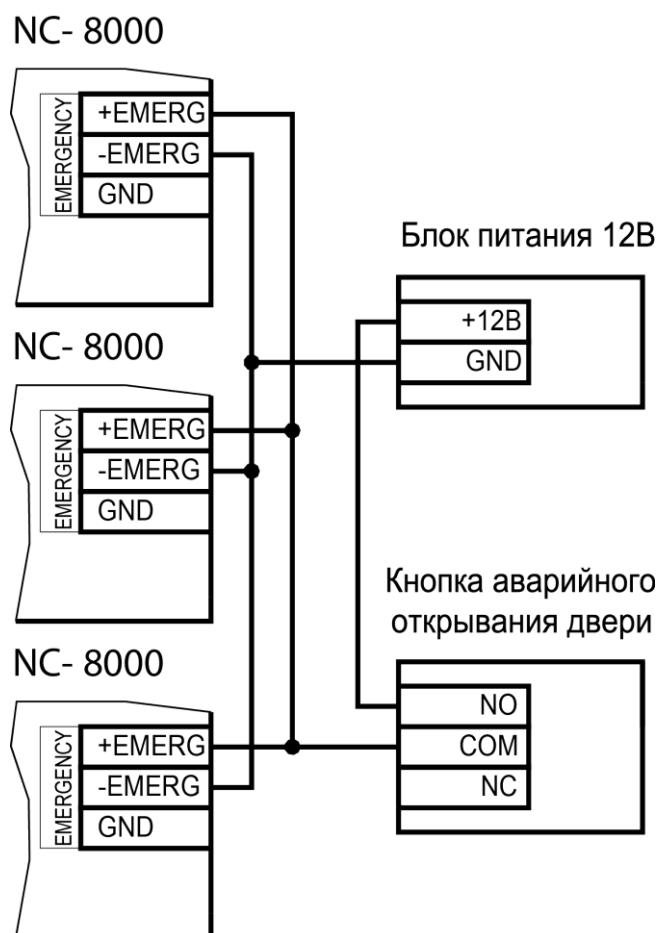 NC- 8000
EMERGENCY
+EMERG
-EMERG
GND
Блок питания 12В
+12В
GND
NC- 8000
EMERGENCY
+EMERG
-EMERG
GND
Кнопка аварийного
открывания двери
NO
COM
NC
NC- 8000
EMERGENCY
+EMERG
-EMERG
GND